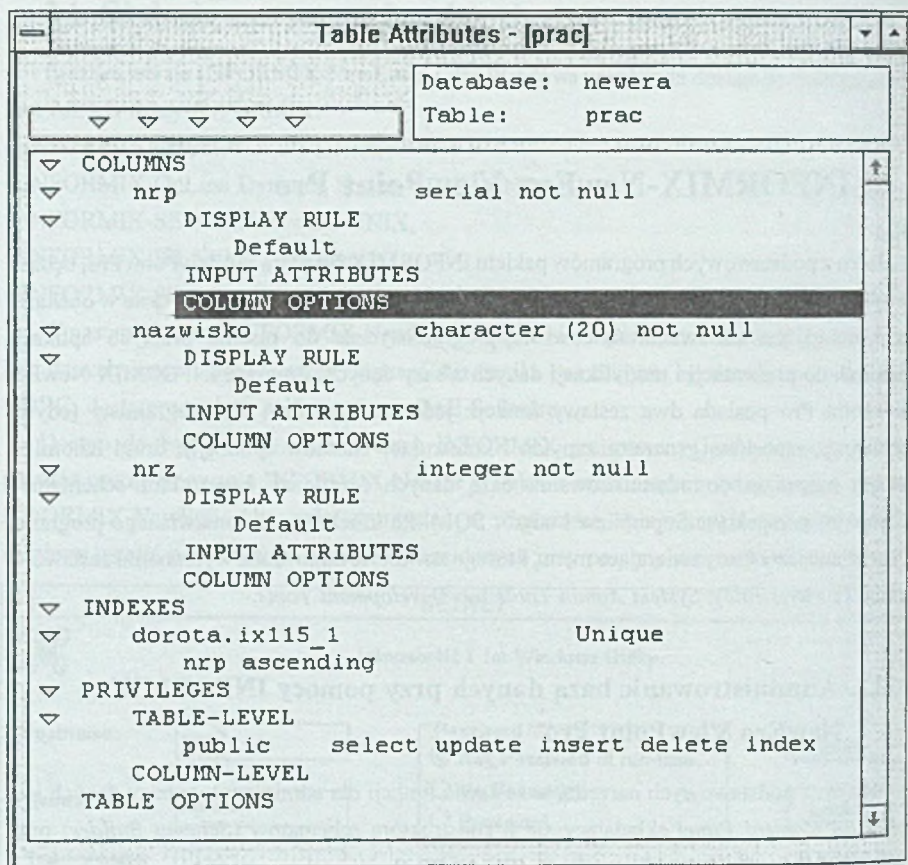 Table Attributes - [prac]
Database: newera
Table: prac
COLUMNS
nrp serial not null
DISPLAY RULE
Default
INPUT ATTRIBUTES
COLUMN OPTIONS
nazwisko character (20) not null
DISPLAY RULE
Default
INPUT ATTRIBUTES
COLUMN OPTIONS
nrz integer not null
DISPLAY RULE
Default
INPUT ATTRIBUTES
COLUMN OPTIONS
INDEXES
dorota.ix115_1 Unique
nrp ascending
PRIVILEGES
TABLE-LEVEL
public select update insert delete index
COLUMN-LEVEL
TABLE OPTIONS